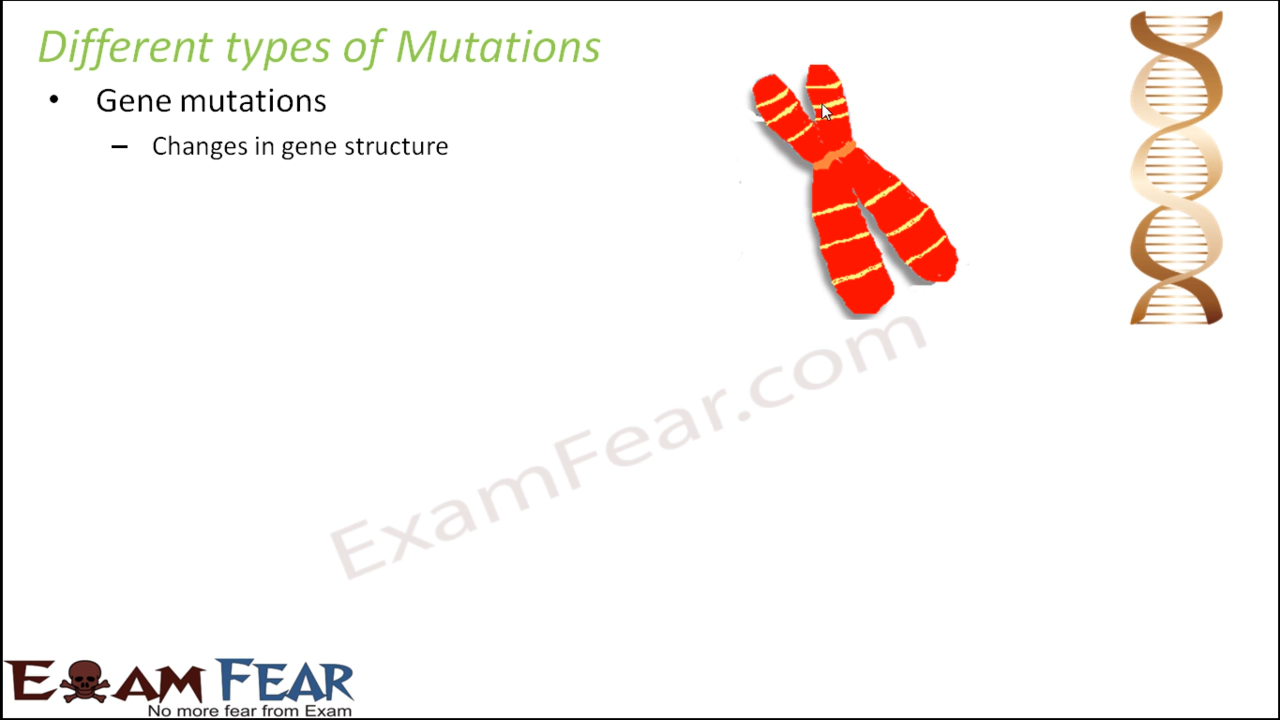 Different types of Mutations
• Gene mutations
– Changes in gene structure
ExamFear.com
EXAM FEAR
No more fear from Exam